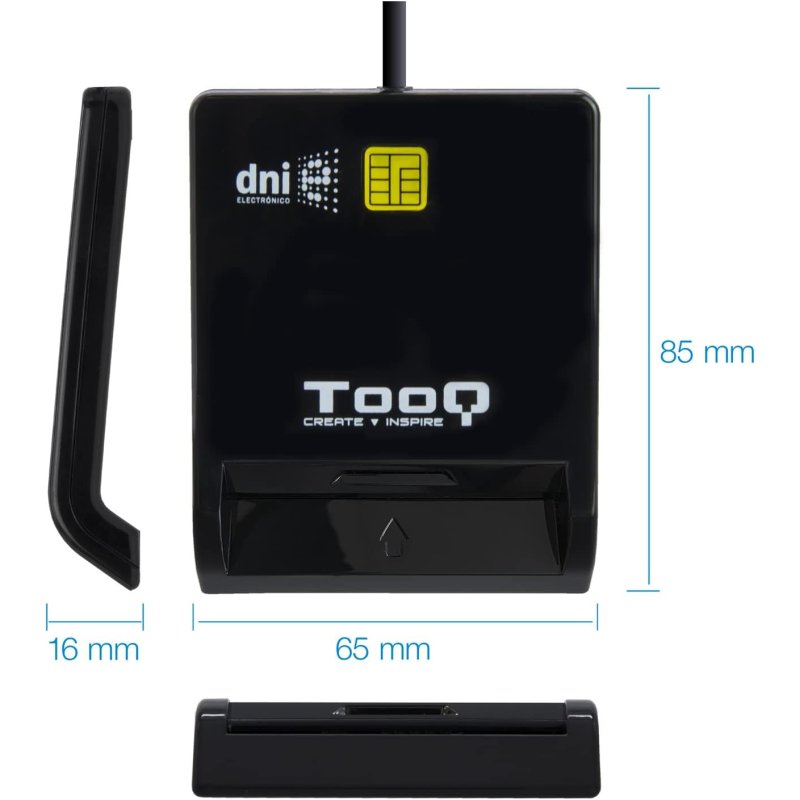 dni
ELECTRÓNICO
TooQ
CREATE ▾ INSPIRE
85 mm
16 mm
65 mm